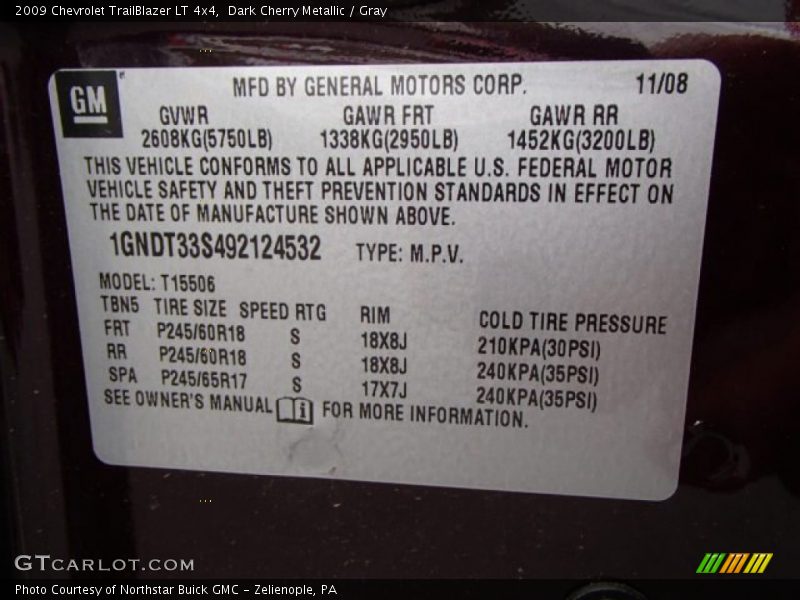 2009 Chevrolet TrailBlazer LT 4x4,  Dark Cherry Metallic / Gray
GM
MFD BY GENERAL MOTORS CORP. 11/08
GVWR GAWR FRT GAWR RR
2608KG(5750LB) 1338KG(2950LB) 1452KG(3200LB)
THIS VEHICLE CONFORMS TO ALL APPLICABLE U.S. FEDERAL MOTOR
VEHICLE SAFETY AND THEFT PREVENTION STANDARDS IN EFFECT ON
THE DATE OF MANUFACTURE SHOWN ABOVE.
1GNDT33S492124532 TYPE: M.P.V.
MODEL: T15506
TBN5 TIRE SIZE SPEED RTG RIM COLD TIRE PRESSURE
FRT P245/60R18 S 18X8J 210KPA(30PSI)
RR P245/60R18 S 18X8J 240KPA(35PSI)
SPA P245/65R17 S 17X7J 240KPA(35PSI)
SEE OWNER'S MANUAL FOR MORE INFORMATION.
GTCARLOT.COM
Photo Courtesy of Northstar Buick GMC - Zelienople, PA